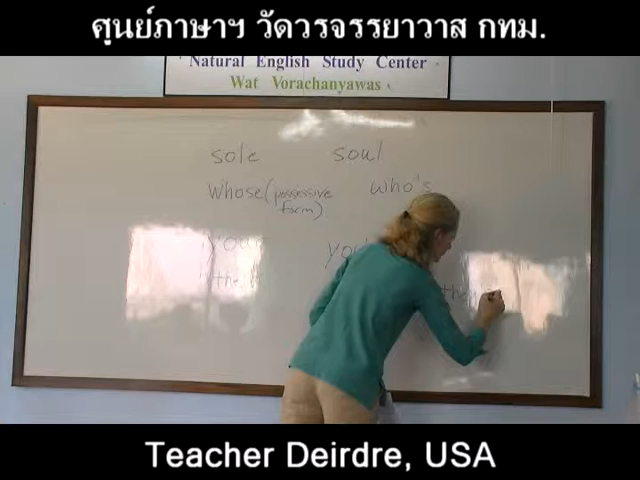 ศูนย์ภาษาฯ วัดวรจรรยาวาส กทม.
Natural English Study Center
Wat Vorachanyawas
sole soul
whose (possessive form) who's
Teacher Deirdre, USA